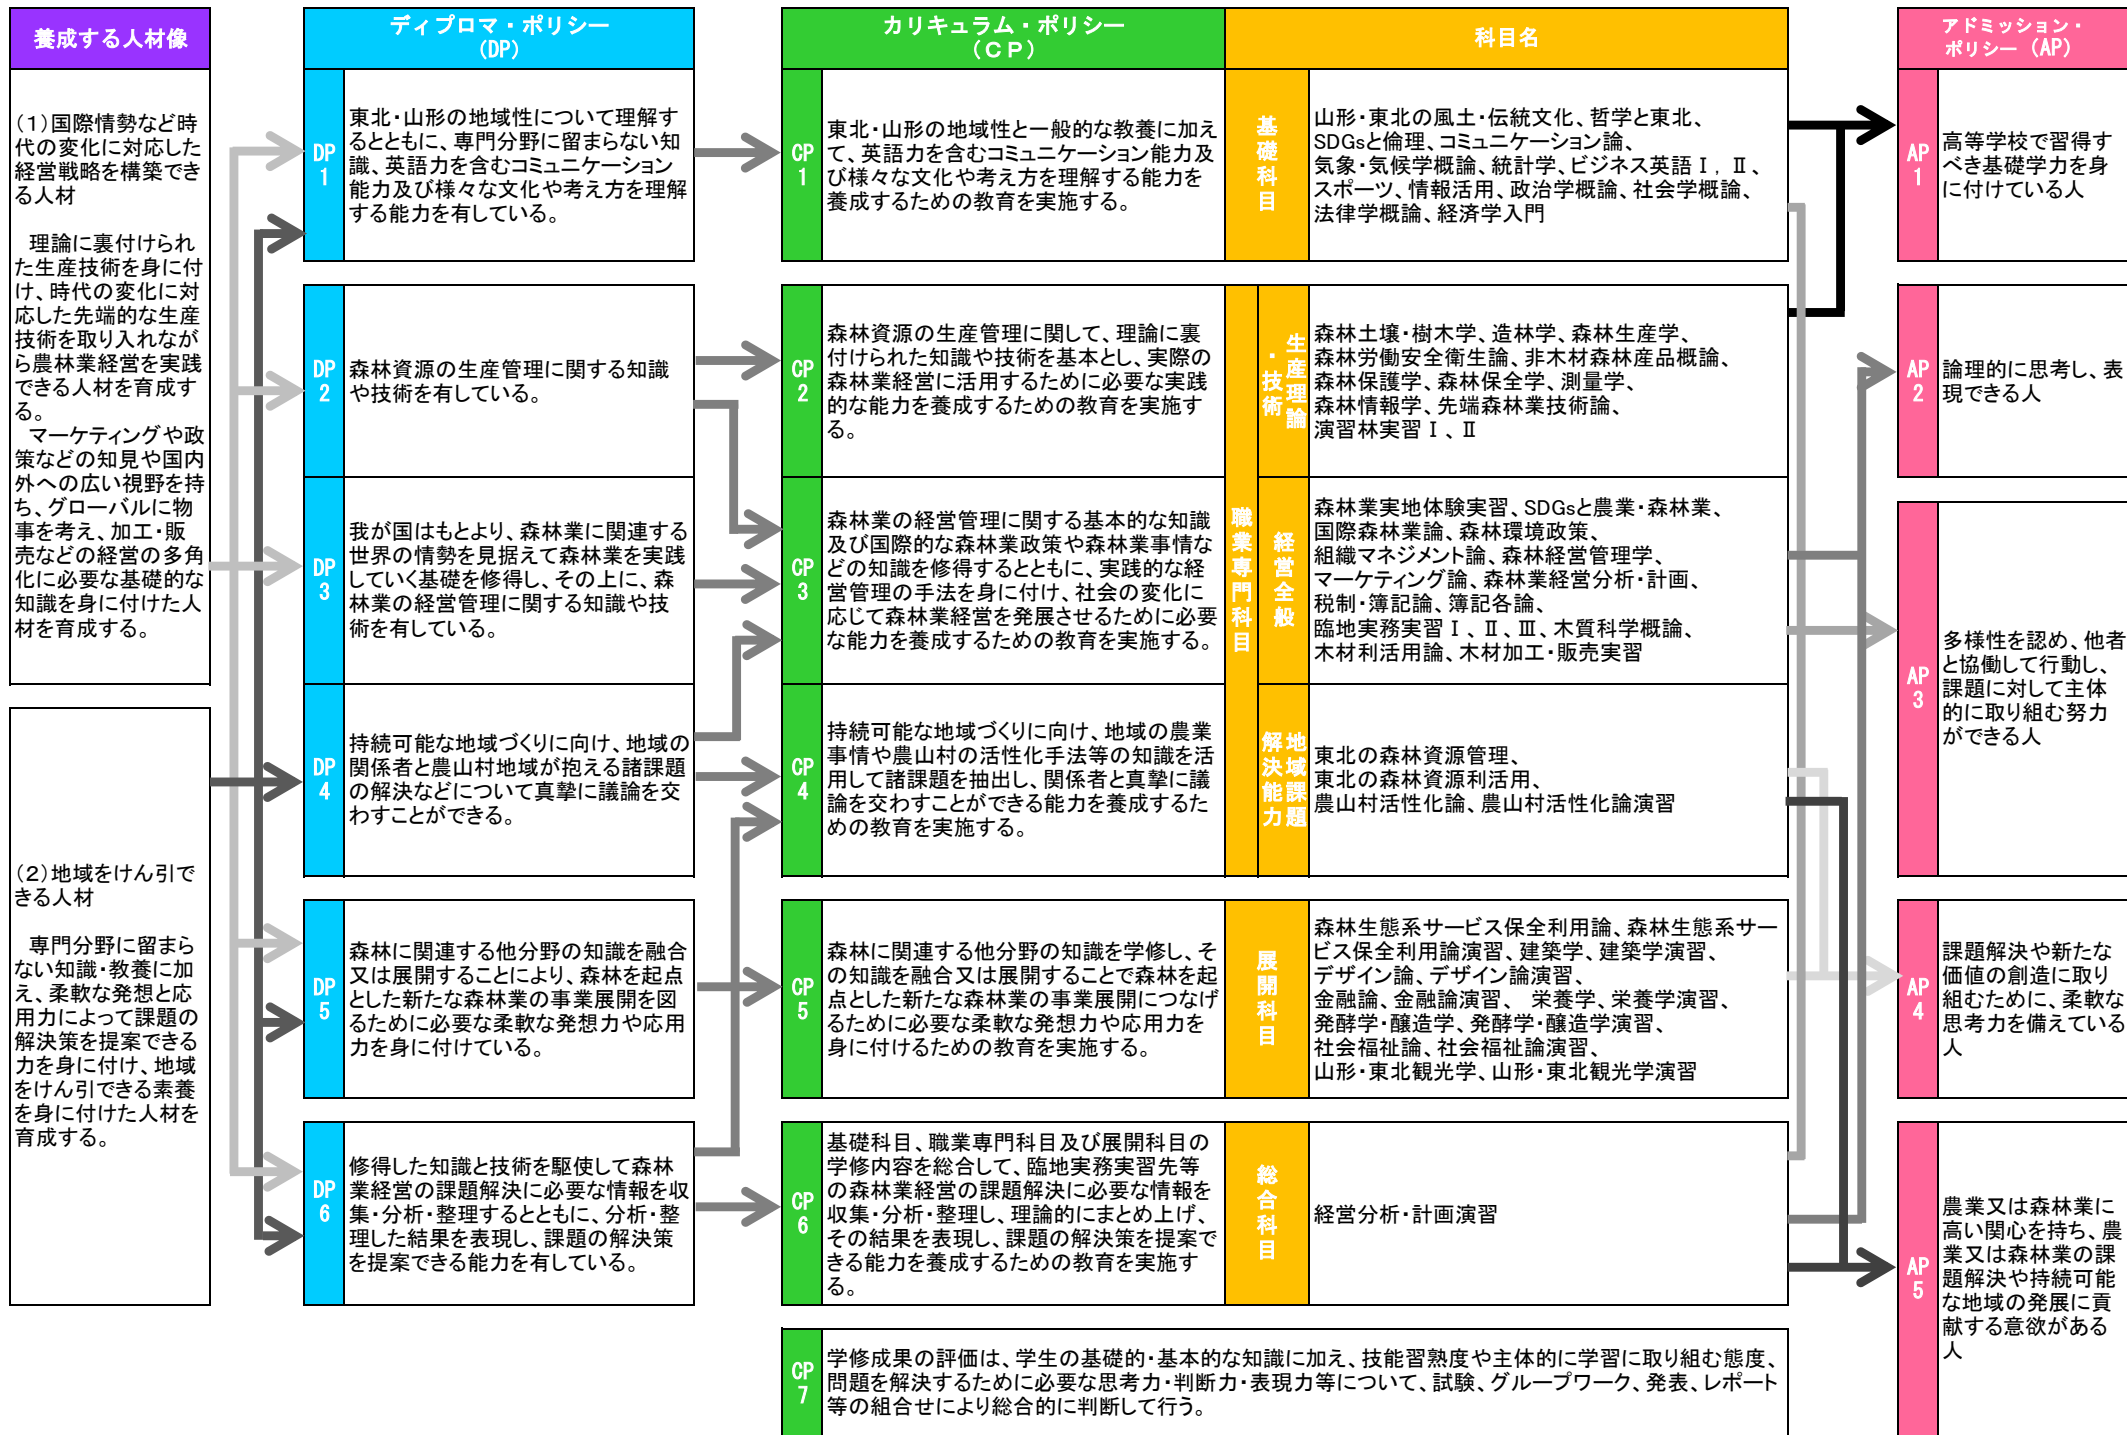 養成する人材像
(1)国際情勢など時
代の変化に対応した
経営戦略を構築でき
る人材
理論に裏付けられ
た生産技術を身に付
け、時代の変化に対
応した先端的な生産
技術を取り入れなが
ら農林業経営を実践
できる人材を育成す
る。
マーケティングや政
策などの知見や国内
外への広い視野を持
ち、グローバルに物
事を考え、加工・販
売などの経営の多角
化に必要な基礎的な
知識を身に付けた人
材を育成する。
(2)地域をけん引で
きる人材
専門分野に留まら
ない知識・教養に加
え、柔軟な発想と応
用力によって課題の
解決策を提案できる
力を身に付け、地域
をけん引できる素養
を身に付けた人材を
育成する。
ディプロマ・ポリシー
(DP)
DP
1
東北・山形の地域性について理解す
るとともに、専門分野に留まらない知
識、英語力を含むコミュニケーション
能力及び様々な文化や考え方を理解
する能力を有している。
DP
2
森林資源の生産管理に関する知識
や技術を有している。
DP
3
我が国はもとより、森林業に関連する
世界の情勢を見据えて森林業を実践
していく基礎を修得し、その上に、森
林業の経営管理に関する知識や技
術を有している。
DP
4
持続可能な地域づくりに向け、地域の
関係者と農山村地域が抱える諸課題
の解決などについて真摯に議論を交
わすことができる。
DP
5
森林に関連する他分野の知識を融合
又は展開することにより、森林を起点
とした新たな森林業の事業展開を図
るために必要な柔軟な発想力や応用
力を身に付けている。
DP
6
修得した知識と技術を駆使して森林
業経営の課題解決に必要な情報を収
集・分析・整理するとともに、分析・整
理した結果を表現し、課題の解決策
を提案できる能力を有している。
カリキュラム・ポリシー
(CP)
CP
1
東北・山形の地域性と一般的な教養に加え
て、英語力を含むコミュニケーション能力及
び様々な文化や考え方を理解する能力を
養成するための教育を実施する。
CP
2
森林資源の生産管理に関して、理論に裏
付けられた知識や技術を基本とし、実際の
森林業経営に活用するために必要な実践
的な能力を養成するための教育を実施す
る。
CP
3
森林業の経営管理に関する基本的な知識
及び国際的な森林業政策や森林業事情な
どの知識を修得するとともに、実践的な経
営管理の手法を身に付け、社会の変化に
応じて森林業経営を発展させるために必要
な能力を養成するための教育を実施する。
CP
4
持続可能な地域づくりに向け、地域の農業
事情や農山村の活性化手法等の知識を活
用して諸課題を抽出し、関係者と真摯に議
論を交わすことができる能力を養成するた
めの教育を実施する。
CP
5
森林に関連する他分野の知識を学修し、そ
の知識を融合又は展開することで森林を起
点とした新たな森林業の事業展開につなげ
るために必要な柔軟な発想力や応用力を
身に付けるための教育を実施する。
CP
6
基礎科目、職業専門科目及び展開科目の
学修内容を総合して、臨地実務実習先等
の森林業経営の課題解決に必要な情報を
収集・分析・整理し、理論的にまとめ上げ、
その結果を表現し、課題の解決策を提案で
きる能力を養成するための教育を実施す
る。
CP
7
学修成果の評価は、学生の基礎的・基本的な知識に加え、技能習熟度や主体的に学習に取り組む態度、
問題を解決するために必要な思考力・判断力・表現力等について、試験、グループワーク、発表、レポート
等の組合せにより総合的に判断して行う。
科目名
基礎科目
山形・東北の風土・伝統文化、哲学と東北、
SDGsと倫理、コミュニケーション論、
気象・気候学概論、統計学、ビジネス英語Ⅰ, Ⅱ、
スポーツ、情報活用、政治学概論、社会学概論、
法律学概論、経済学入門
職業専門科目
生産理論
・技術
森林土壌・樹木学、造林学、森林生産学、
森林労働安全衛生論、非木材森林産品概論、
森林保護学、森林保全学、測量学、
森林情報学、先端森林業技術論、
演習林実習Ⅰ、Ⅱ
経営全般
森林業実地体験実習、SDGsと農業・森林業、
国際森林業論、森林環境政策、
組織マネジメント論、森林経営管理学、
マーケティング論、森林業経営分析・計画、
税制・簿記論、簿記各論、
臨地実務実習Ⅰ、Ⅱ、Ⅲ、木質科学概論、
木材利活用論、木材加工・販売実習
地域課題
解決能力
東北の森林資源管理、
東北の森林資源利活用、
農山村活性化論、農山村活性化論演習
展開科目
森林生態系サービス保全利用論、森林生態系サー
ビス保全利用論演習、建築学、建築学演習、
デザイン論、デザイン論演習、
金融論、金融論演習、 栄養学、栄養学演習、
発酵学・醸造学、発酵学・醸造学演習、
社会福祉論、社会福祉論演習、
山形・東北観光学、山形・東北観光学演習
総合科目
経営分析・計画演習
アドミッション・
ポリシー(AP)
AP
1
高等学校で習得す
べき基礎学力を身
に付けている人
AP
2
論理的に思考し、表
現できる人
AP
3
多様性を認め、他者
と協働して行動し、
課題に対して主体
的に取り組む努力
ができる人
AP
4
課題解決や新たな
価値の創造に取り
組むために、柔軟な
思考力を備えている
人
AP
5
農業又は森林業に
高い関心を持ち、農
業又は森林業の課
題解決や持続可能
な地域の発展に貢
献する意欲がある
人